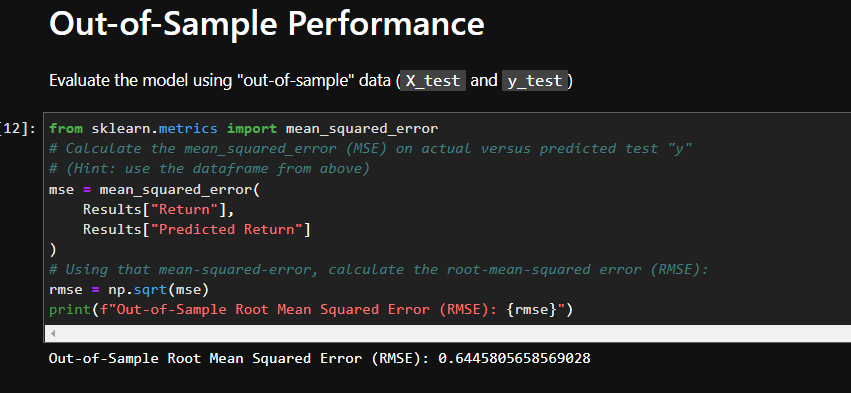 Out-of-Sample Performance
Evaluate the model using "out-of-sample" data ( X_test and y_test )
[12]: from sklearn.metrics import mean_squared_error
# Calculate the mean_squared_error (MSE) on actual versus predicted test "y"
# (Hint: use the dataframe from above)
mse = mean_squared_error(
    Results["Return"],
    Results["Predicted Return"]
)
# Using that mean-squared-error, calculate the root-mean-squared error (RMSE):
rmse = np.sqrt(mse)
print(f"Out-of-Sample Root Mean Squared Error (RMSE): {rmse}")
Out-of-Sample Root Mean Squared Error (RMSE): 0.6445805658569028